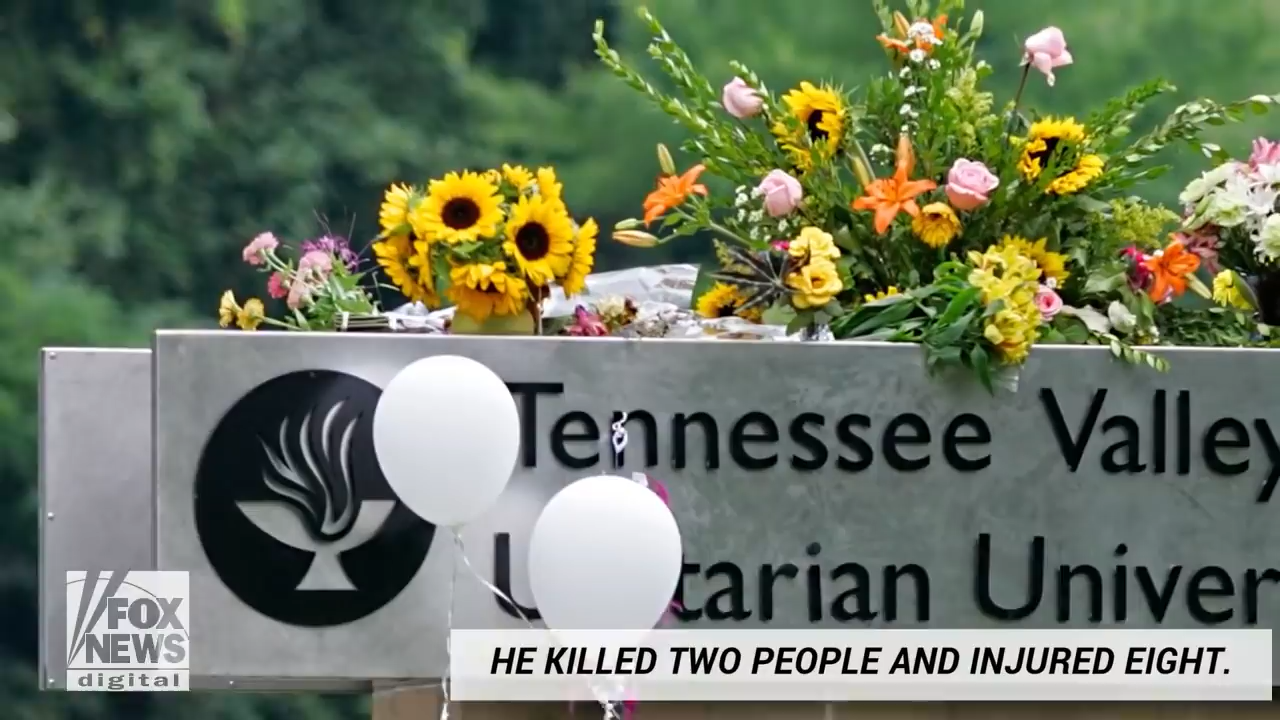 Tennessee Valley
tarian Univer
FOX
NEWS
digital
HE KILLED TWO PEOPLE AND INJURED EIGHT.